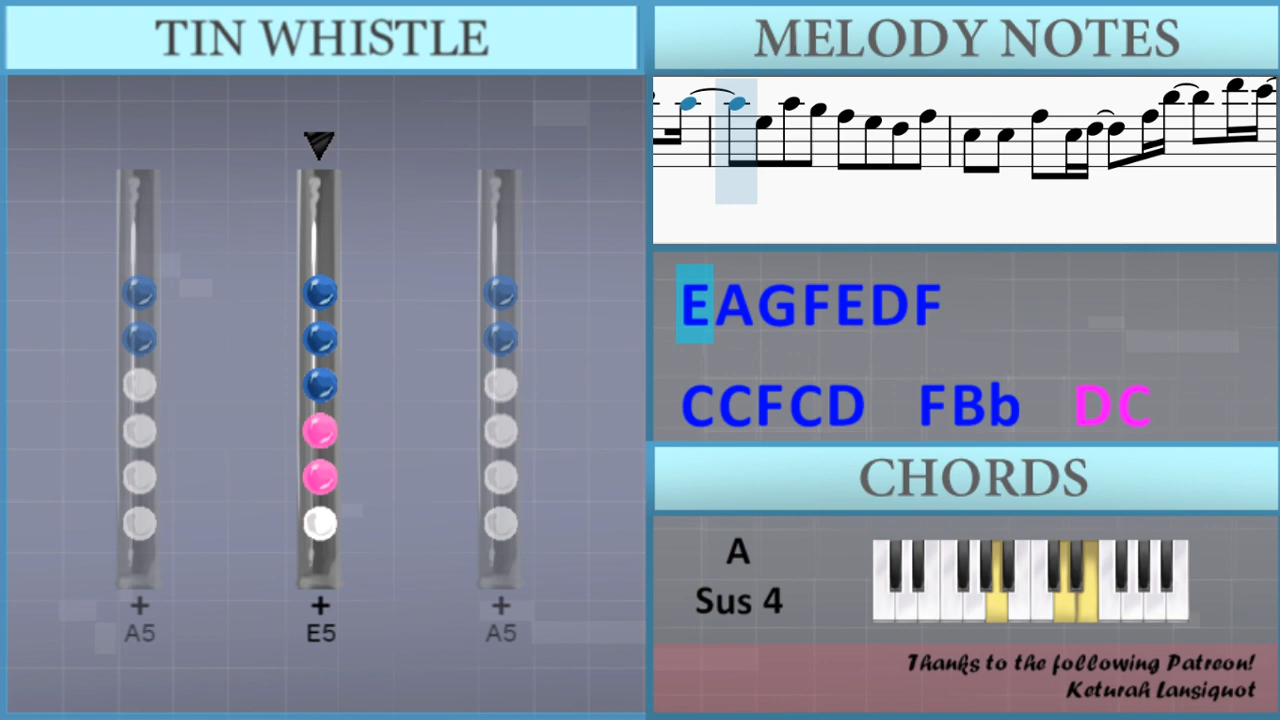 TIN WHISTLE
+
A5
+
E5
+
A5
MELODY NOTES
EAGFEDF
CCFCD FBb DC
CHORDS
A
Sus 4
Thanks to the following Patreon!
Keturah Lansiquot